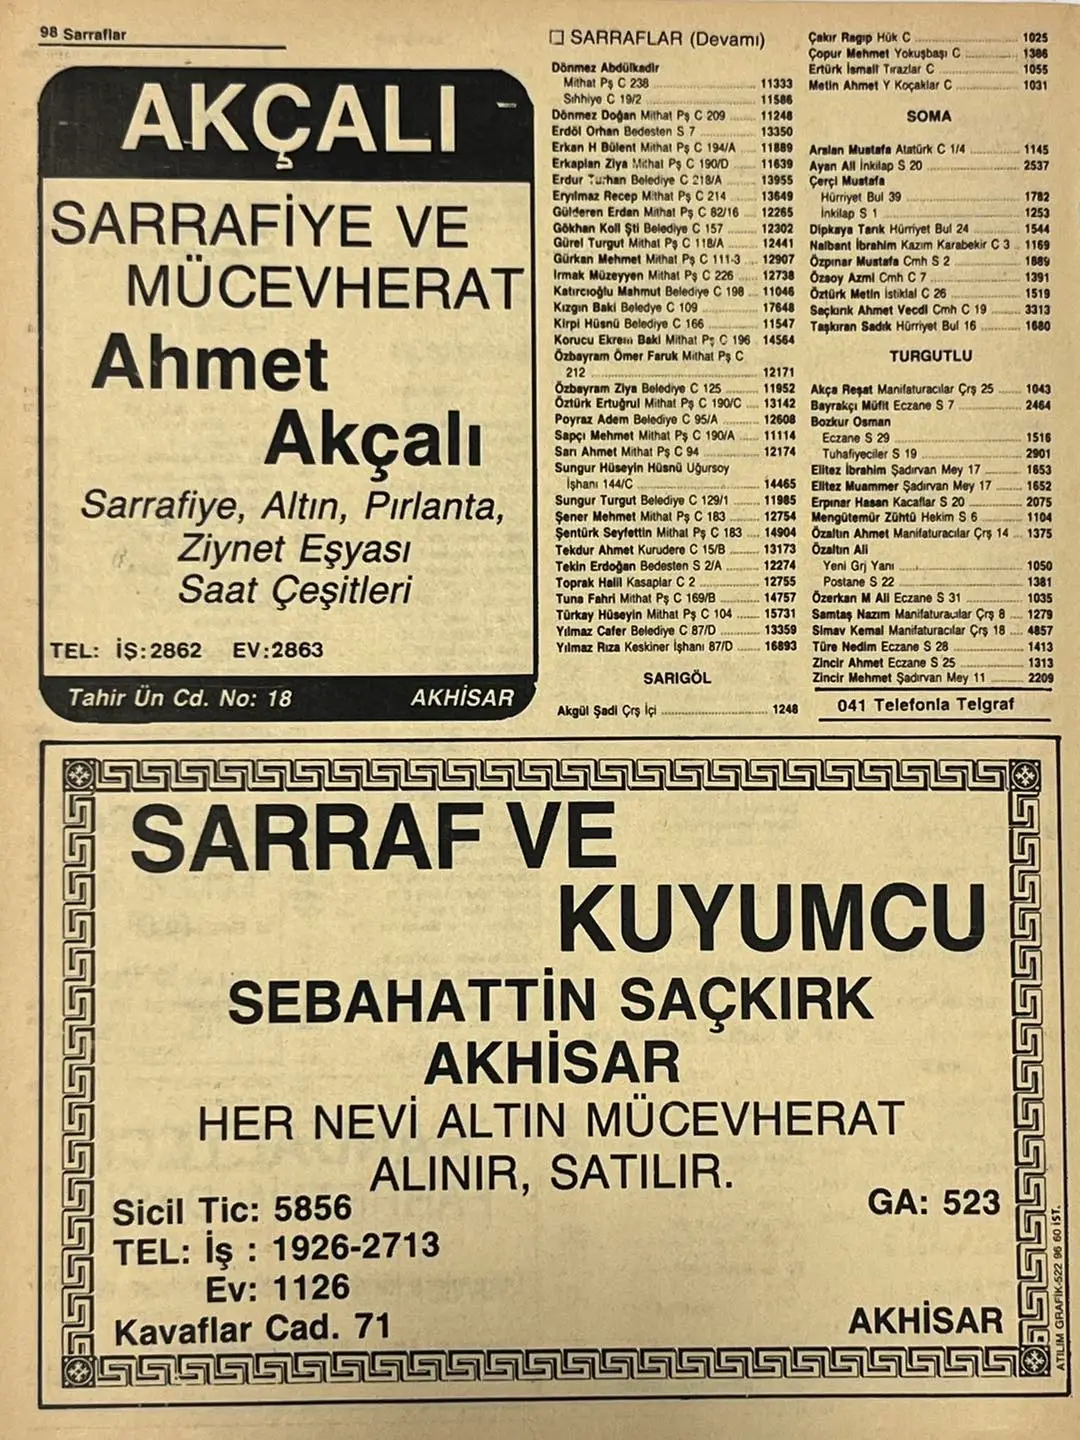 98 Sarraflar
AKÇALI
SARRAFİYE VE
MÜCEVHERAT
Ahmet
Akçalı
Sarrafiye, Altın, Pırlanta,
Ziynet Eşyası
Saat Çeşitleri
TEL: İŞ:2862 EV:2863
Tahir Ün Cd. No: 18 AKHİSAR
SARRAFLAR (Devamı)
Dönmez Abdülkadir
Mithat Pş C 238 11333
Sıhhiye C 19/2 11586
Dönmez Doğan Mithat Pş C 209 11248
Erdöl Orhan Bedesten S 7 13350
Erkan H Bülent Mithat Pş C 194/A 11889
Erkaplan Ziya Mithat Pş C 190/D 11639
Erdur Turhan Belediye C 218/A 13955
Eryılmaz Recep Mithat Pş C 214 13649
Gülderen Erdan Mithat Pş C 82/16 12265
Gökhan Koll Şti Belediye C 157 12302
Gürel Turgut Mithat Pş C 118/A 12441
Gürkan Mehmet Mithat Pş C 111-3 12907
Irmak Müzeyyen Mithat Pş C 226 12738
Katırcıoğlu Mahmut Belediye C 198 11046
Kızgın Baki Beledye C 109 17648
Kirpi Hüsnü Belediye C 166 11547
Korucu Ekrem Baki Mithat Pş C 196 14564
Özbayram Ömer Faruk Mithat Pş C
212 12171
Özbayram Ziya Belediye C 125 11952
Öztürk Ertuğrul Mithat Pş C 190/C 13142
Poyraz Adem Belediye C 95/A 12608
Sapçı Mehmet Mithat Pş C 190/A 11114
Sarı Ahmet Mithat Pş C 94 12174
Sungur Hüseyin Hüsnü Uğursoy
İşhanı 144/C 14465
Sungur Turgut Belediye C 129/1 11985
Şener Mehmet Mithat Pş C 183 12754
Şentürk Seyfettin Mithat Pş C 183 14904
Tekdur Ahmet Kurudere C 15/B 13173
Tekin Erdoğan Bedesten S 2/A 12274
Toprak Halil Kasaplar C 2 12755
Tuna Fahri Mithat Pş C 169/B 14757
Türkay Hüseyin Mithat Pş C 104 15731
Yılmaz Cafer Belediye C 87/D 13359
Yılmaz Rıza Keskiner İşhanı 87/D 16893
SARIGÖL
Akgül Şadi Çrş İçi 1248
Çakır Ragıp Hük C 1025
Çopur Mehmet Yokuşbaşı C 1386
Ertürk İsmail Tırazlar C 1055
Metin Ahmet Y Koçaklar C 1031
SOMA
Arslan Mustafa Atatürk C 1/4 1145
Ayan Ali İnkilap S 20 2537
Çerçi Mustafa
Hürriyet Bul 39 1782
İnkilap S 1 1253
Dipkaya Tarık Hürriyet Bul 24 1544
Nalbant İbrahim Kazım Karabekir C 3 1169
Özpınar Mustafa Cmh S 2 1889
Özsoy Azmi Cmh C 7 1391
Öztürk Metin İstiklal C 26 1519
Saçkırık Ahmet Vecdi Cmh C 19 3313
Taşkıran Sadık Hürriyet Bul 16 1680
TURGUTLU
Akça Reşat Manifaturacılar Çrş 25 1043
Bayrakçı Müfit Eczane S 7 2464
Bozkur Osman
Eczane S 29 1516
Tuhafiyeciler S 19 2901
Elitez İbrahim Şadırvan Mey 17 1653
Elitez Muammer Şadırvan Mey 17 1652
Erpınar Hasan Kacaflar S 20 2075
Mengütemür Zühtü Hekim S 6 1104
Özaltın Ahmet Manifaturacılar Çrş 14 1375
Özaltın Ali
Yeni Grj Yanı 1050
Postane S 22 1381
Özerkan M Ali Eczane S 31 1035
Samtaş Nazım Manifaturacılar Çrş 8 1279
Simav Kemal Manifaturacılar Çrş 18 4857
Türe Nedim Eczane S 28 1413
Zincir Ahmet Eczane S 25 1313
Zincir Mehmet Şadırvan Mey 11 2209
041 Telefonla Telgraf
SARRAF VE
KUYUMCU
SEBAHATTİN SAÇKIRK
AKHİSAR
HER NEVİ ALTIN MÜCEVHERAT
ALINIR, SATILIR.
Sicil Tic: 5856 GA: 523
TEL: İş : 1926-2713
Ev: 1126
Kavaflar Cad. 71 AKHİSAR
ATILIM GRAFİK-522 96 60 İST.